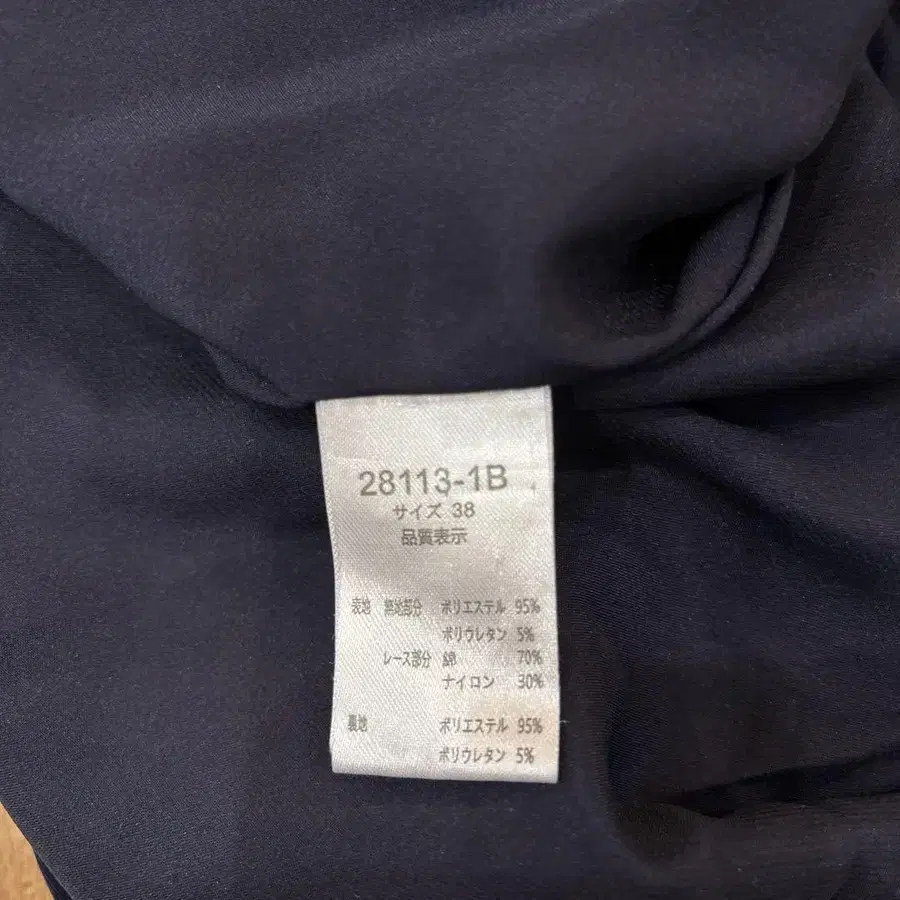 28113-1B
サイズ 38
品質表示
表地 無地部分 ポリエステル 95%
ポリウレタン 5%
レース部分 綿 70%
ナイロン 30%
裏地 ポリエステル 95%
ポリウレタン 5%